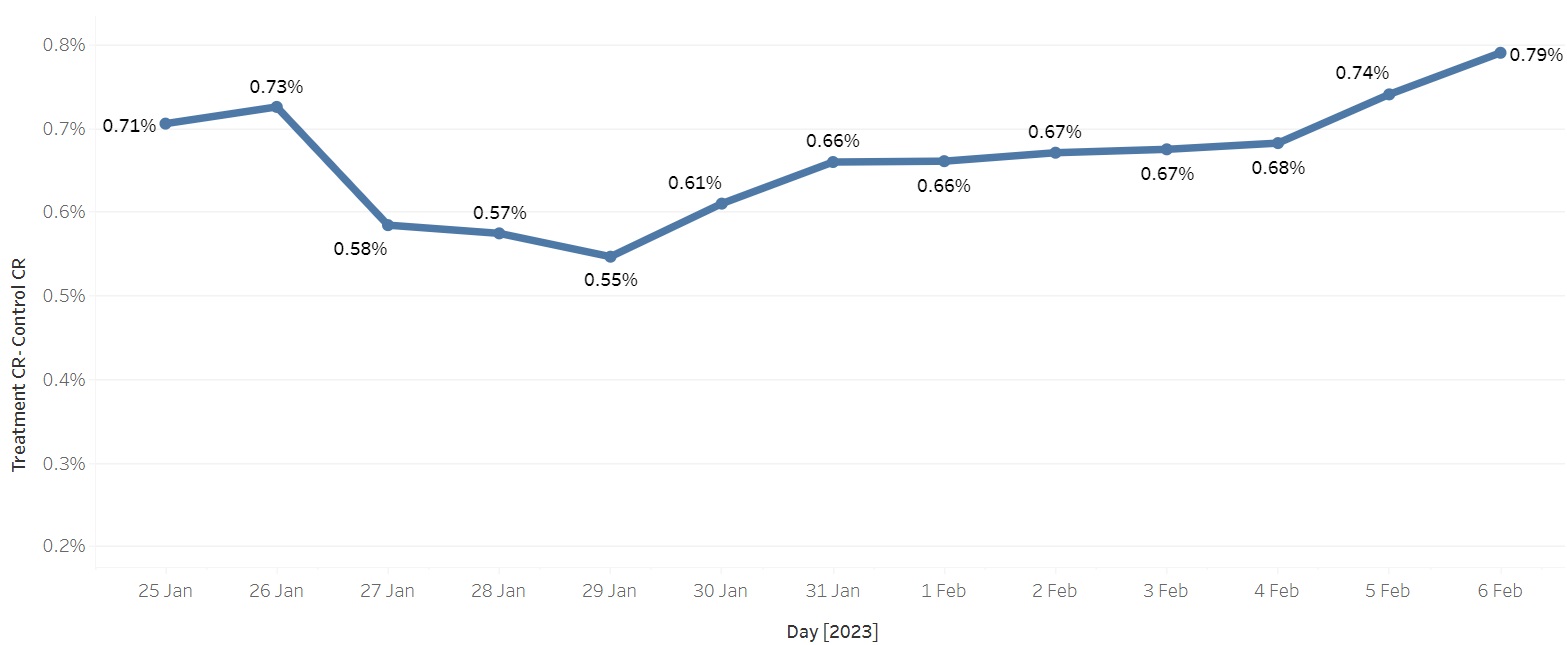 0.8%
0.7%
0.6%
0.5%
0.4%
0.3%
0.2%
Treatment CR- Control CR
0.71%
0.73%
0.58%
0.57%
0.55%
0.61%
0.66%
0.66%
0.67%
0.67%
0.68%
0.74%
0.79%
25 Jan
26 Jan
27 Jan
28 Jan
29 Jan
30 Jan
31 Jan
1 Feb
2 Feb
3 Feb
4 Feb
5 Feb
6 Feb
Day [2023]